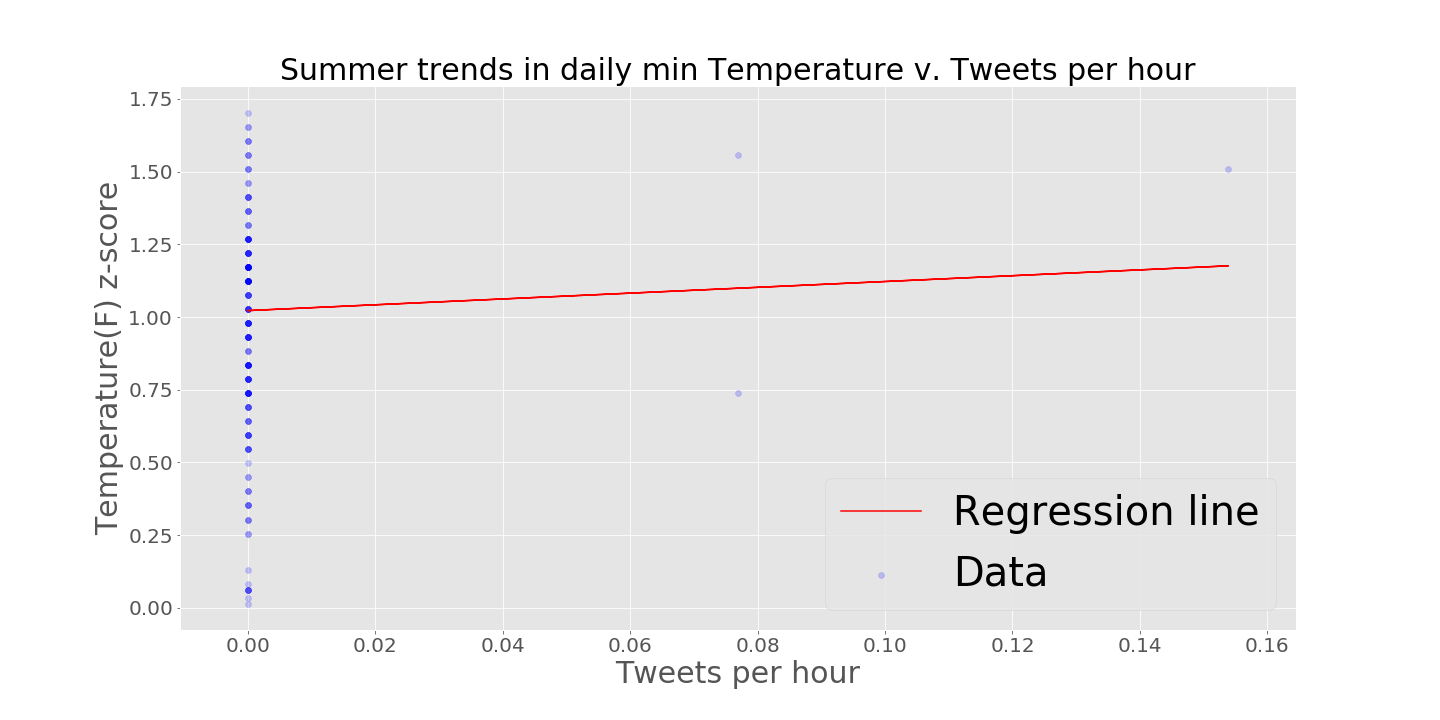 Summer trends in daily min Temperature v. Tweets per hour
1.75
1.50
1.25
1.00
0.75
0.50
0.25
0.00
Temperature(F) z-score
Regression line
Data
0.00 0.02 0.04 0.06 0.08 0.10 0.12 0.14 0.16
Tweets per hour